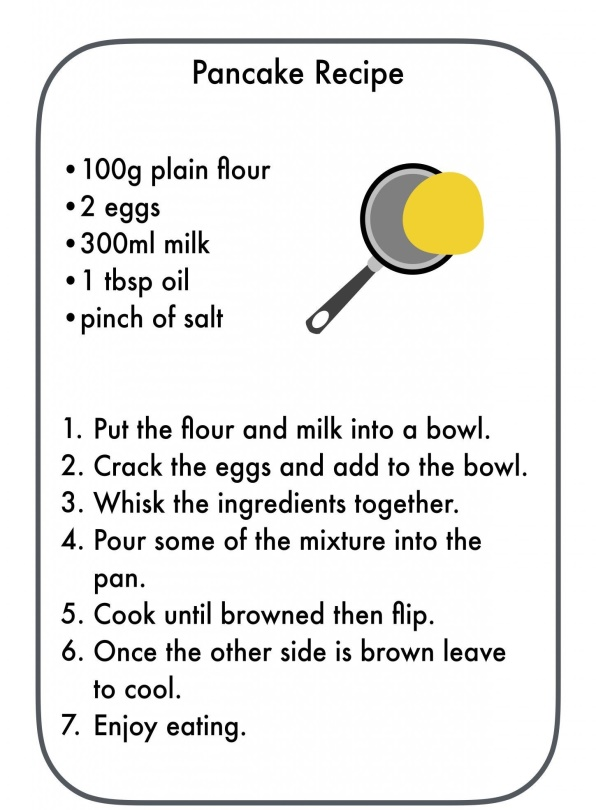 Pancake Recipe
•100g plain flour
•2 eggs
•300ml milk
•1 tbsp oil
•pinch of salt
1. Put the flour and milk into a bowl.
2. Crack the eggs and add to the bowl.
3. Whisk the ingredients together.
4. Pour some of the mixture into the
pan.
5. Cook until browned then flip.
6. Once the other side is brown leave
to cool.
7. Enjoy eating.